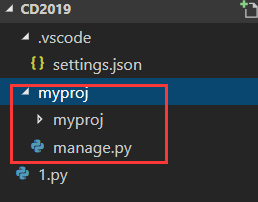 CD2019
.vscode
{} settings.json
myproj
myproj
manage.py
1.py